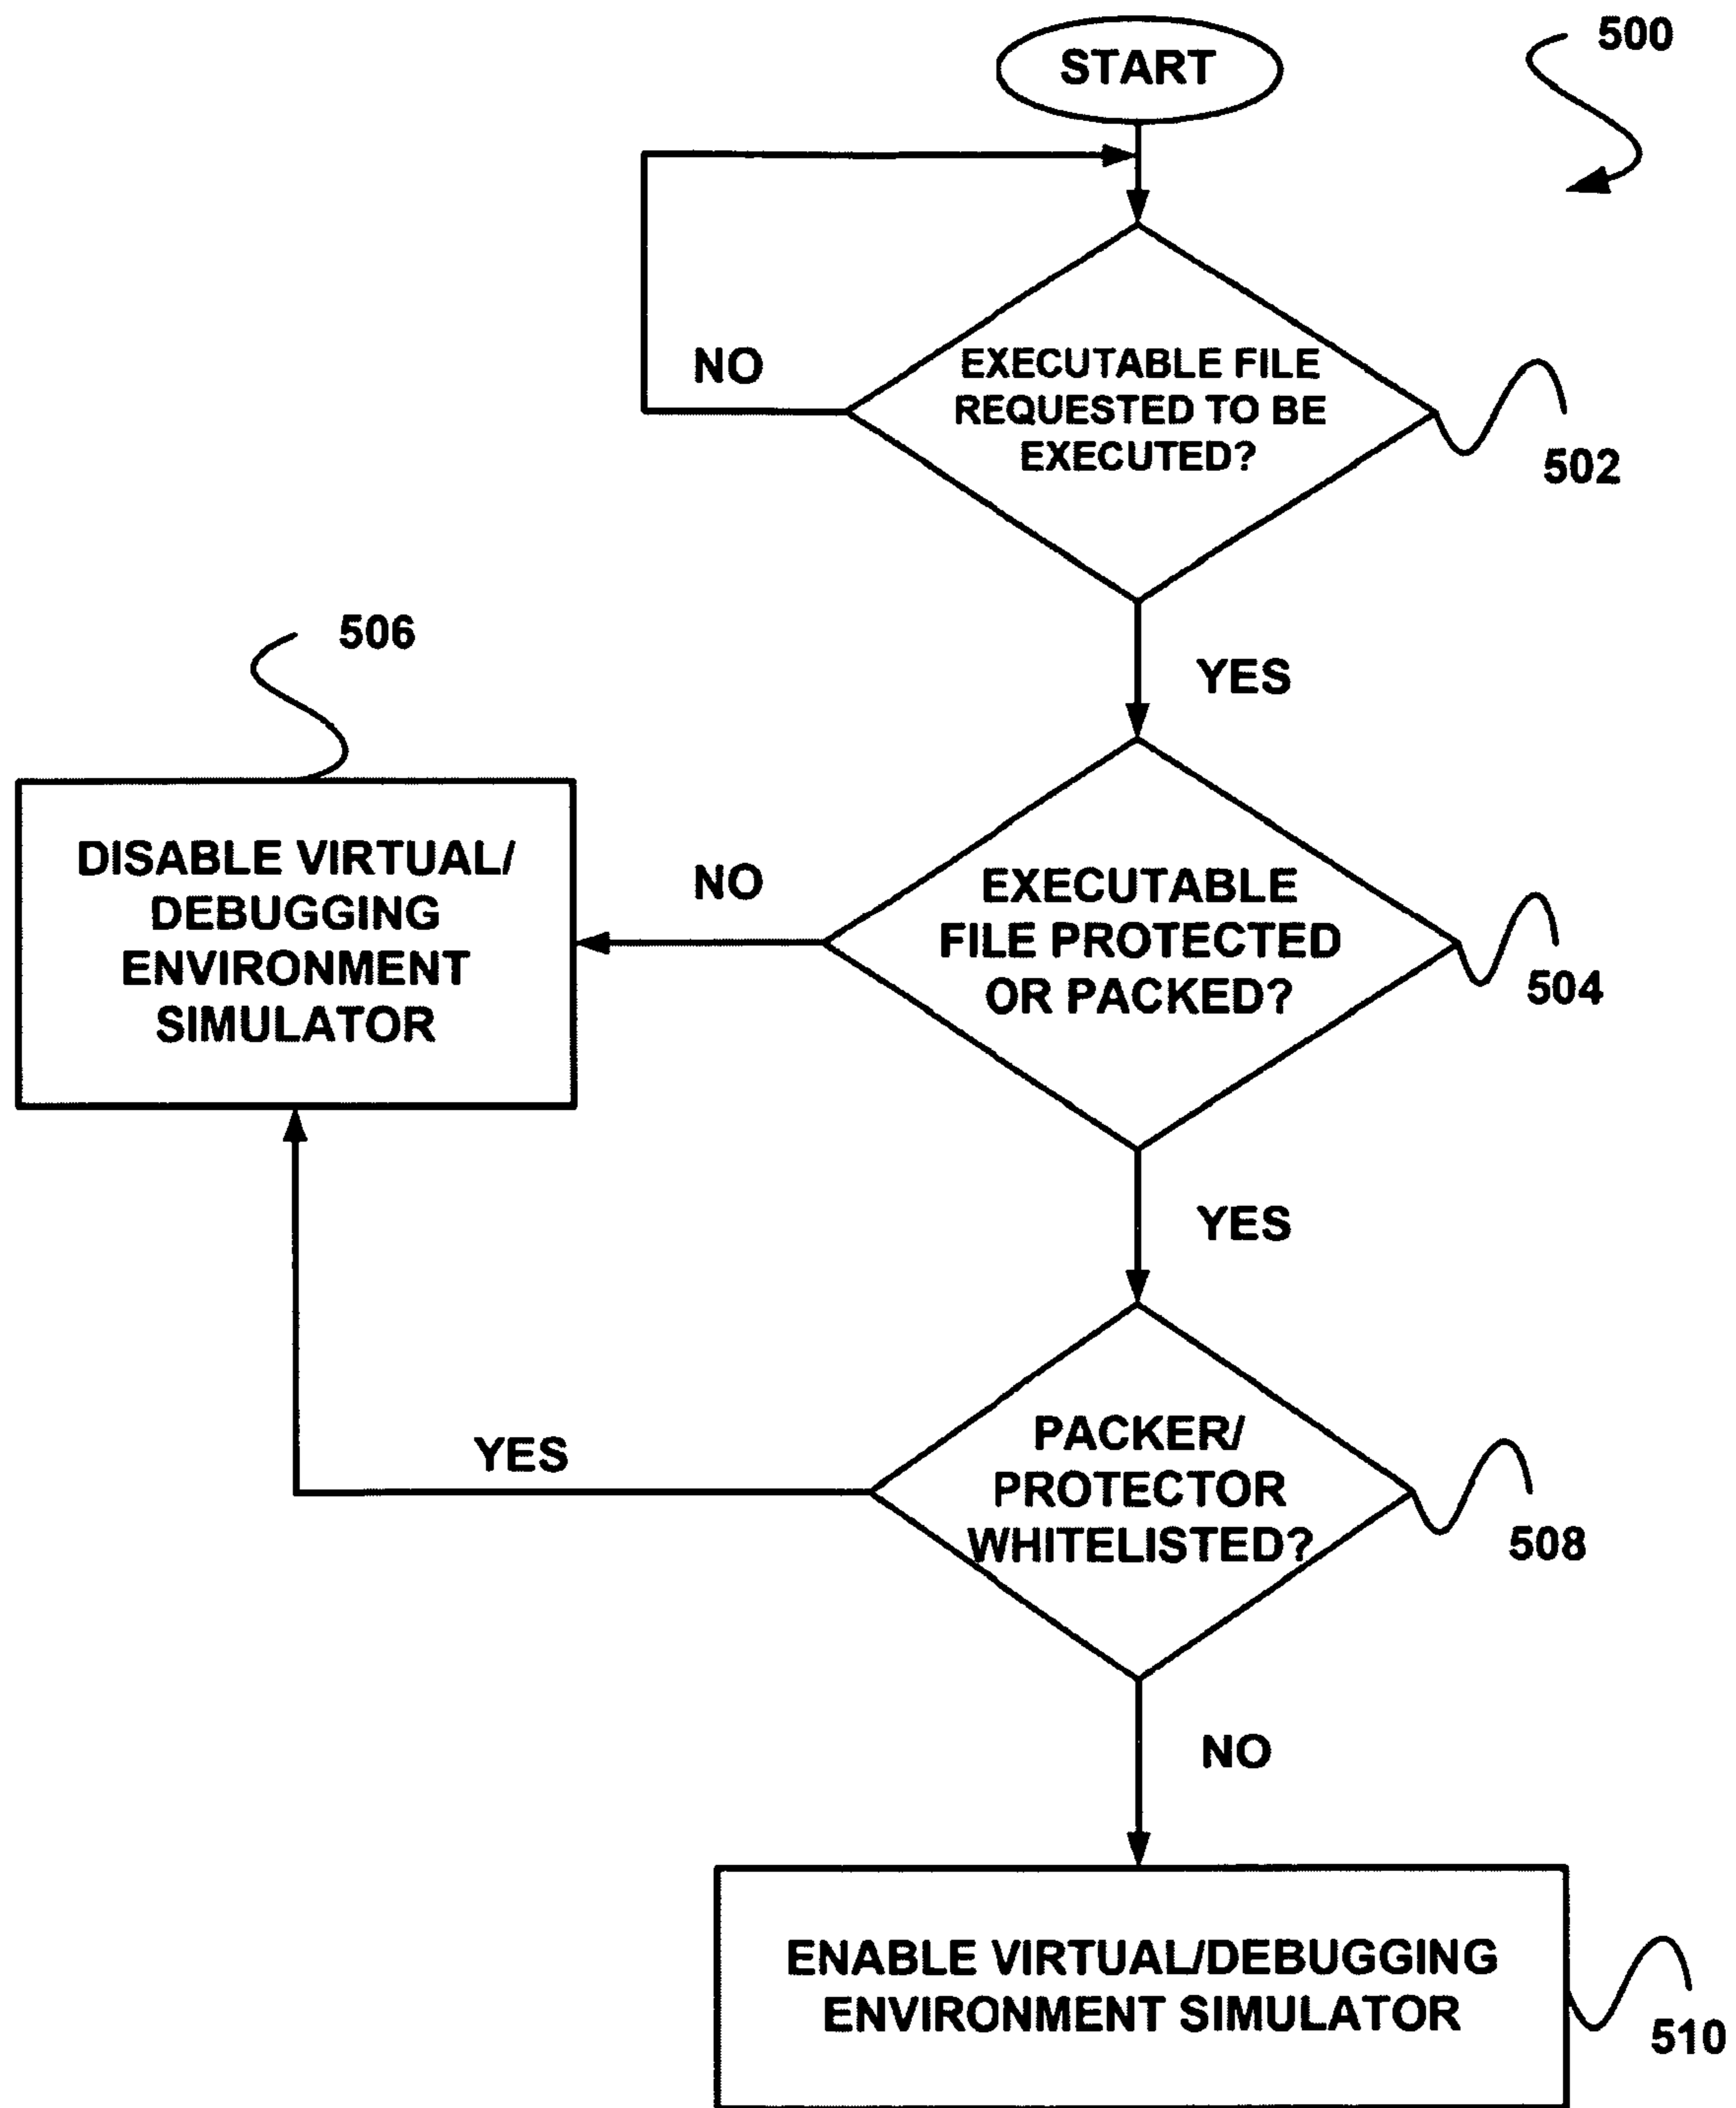 500
START
NO
EXECUTABLE FILE
REQUESTED TO BE
EXECUTED?
502
YES
506
DISABLE VIRTUAL/
DEBUGGING
ENVIRONMENT
SIMULATOR
NO
EXECUTABLE
FILE PROTECTED
OR PACKED?
504
YES
YES
PACKER/
PROTECTOR
WHITELISTED?
508
NO
ENABLE VIRTUAL/DEBUGGING
ENVIRONMENT SIMULATOR
510